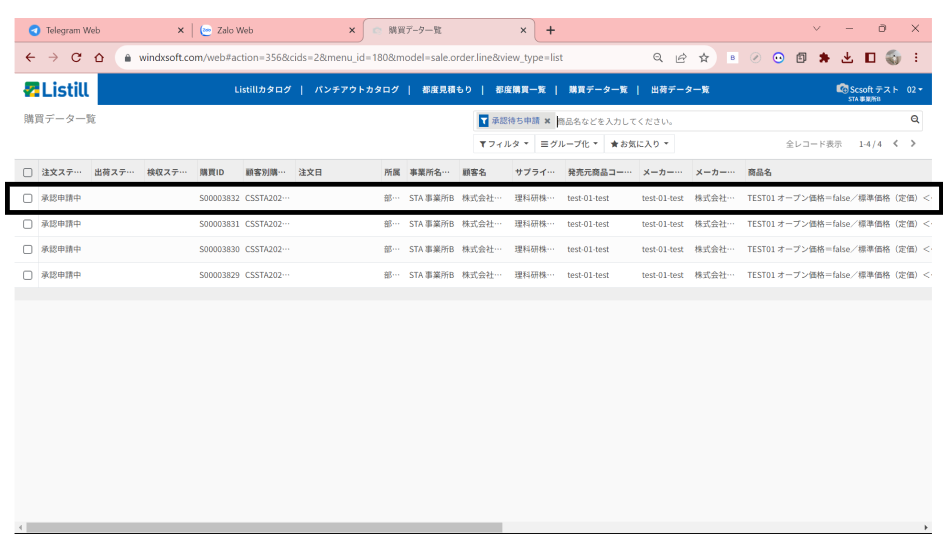 Telegram Web
Zalo Web
購買データ一覧
windxsoft.com/web#action=356&cids=2&menu_id=180&model=sale.order.line&view_type=list
Listill
Listillカタログ | パンチアウトカタログ | 都度見積もり | 都度購買一覧 | 購買データ一覧 | 出荷データ一覧
Scsoft テスト 02
STA 事業所B
購買データ一覧
承認待ち申請 × 商品名などを入力してください。
フィルタ グループ化 お気に入り
全レコード表示 1-4 / 4
注文ステ… 出荷ステ… 検収ステ… 購買ID 顧客別購… 注文日 所属 事業所名… 顧客名 サプライ… 発売元商品コー… メーカー… メーカー… 商品名
承認申請中 S00003832 CSSTA202… 部… STA 事業所B 株式会社… 理科研株… test-01-test test-01-test 株式会社… TEST01 オープン価格＝false／標準価格（定価）<
承認申請中 S00003831 CSSTA202… 部… STA 事業所B 株式会社… 理科研株… test-01-test test-01-test 株式会社… TEST01 オープン価格＝false／標準価格（定価）<
承認申請中 S00003830 CSSTA202… 部… STA 事業所B 株式会社… 理科研株… test-01-test test-01-test 株式会社… TEST01 オープン価格＝false／標準価格（定価）<
承認申請中 S00003829 CSSTA202… 部… STA 事業所B 株式会社… 理科研株… test-01-test test-01-test 株式会社… TEST01 オープン価格＝false／標準価格（定価）<